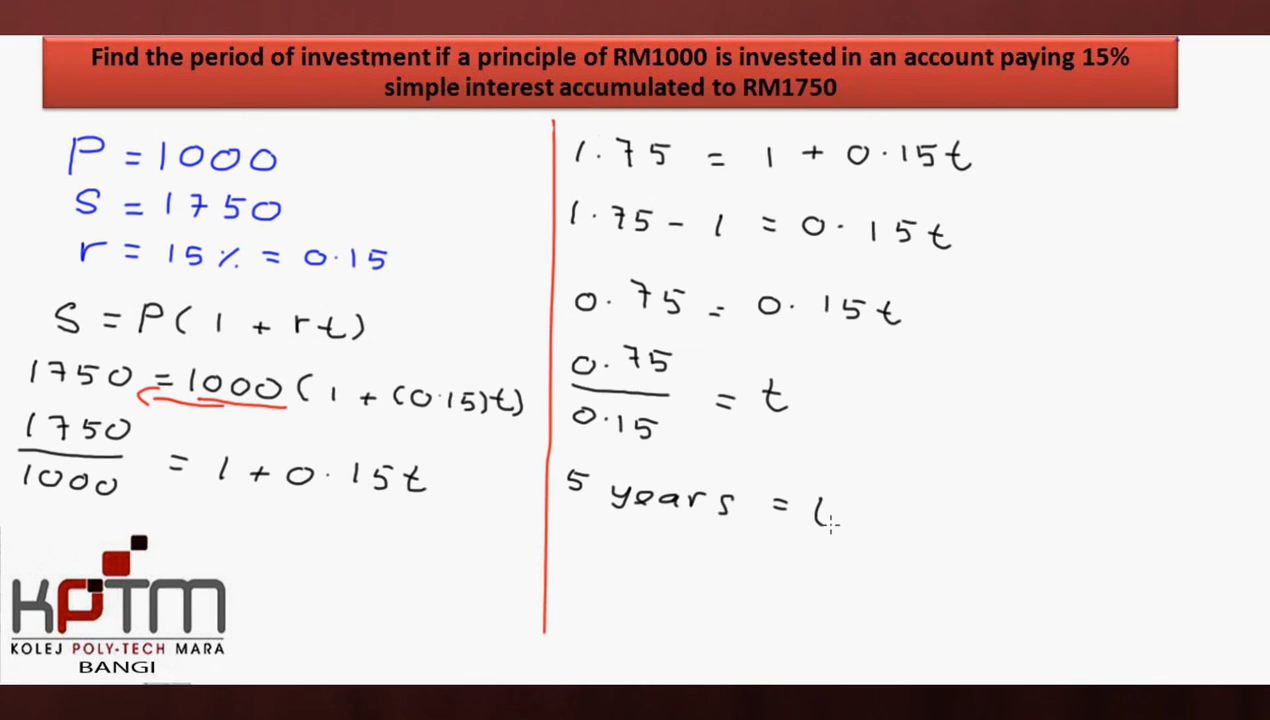 Find the period of investment if a principle of RM1000 is invested in an account paying 15%
simple interest accumulated to RM1750
P = 1000
S = 1750
r = 15% = 0.15
S = P(1 + rt)
1750 = 1000(1 + (0.15)t)
1750
1000
= 1 + 0.15t
1.75 = 1 + 0.15t
1.75 - 1 = 0.15t
0.75 = 0.15t
0.75
0.15
= t
5 years =
KPTM
KOLEJ POLY-TECH MARA
BANGI